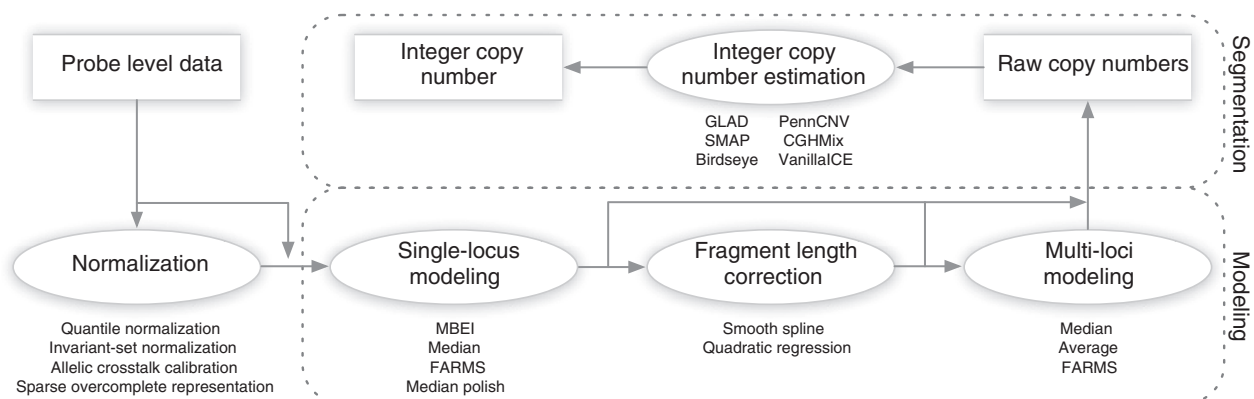 Probe level data
Integer copy
number
Integer copy
number estimation
Raw copy numbers
GLAD PennCNV
SMAP CGHMix
Birdseye VanillaICE
Segmentation
Normalization
Single-locus
modeling
Fragment length
correction
Multi-loci
modeling
Modeling
Quantile normalization
Invariant-set normalization
Allelic crosstalk calibration
Sparse overcomplete representation
MBEI
Median
FARMS
Median polish
Smooth spline
Quadratic regression
Median
Average
FARMS